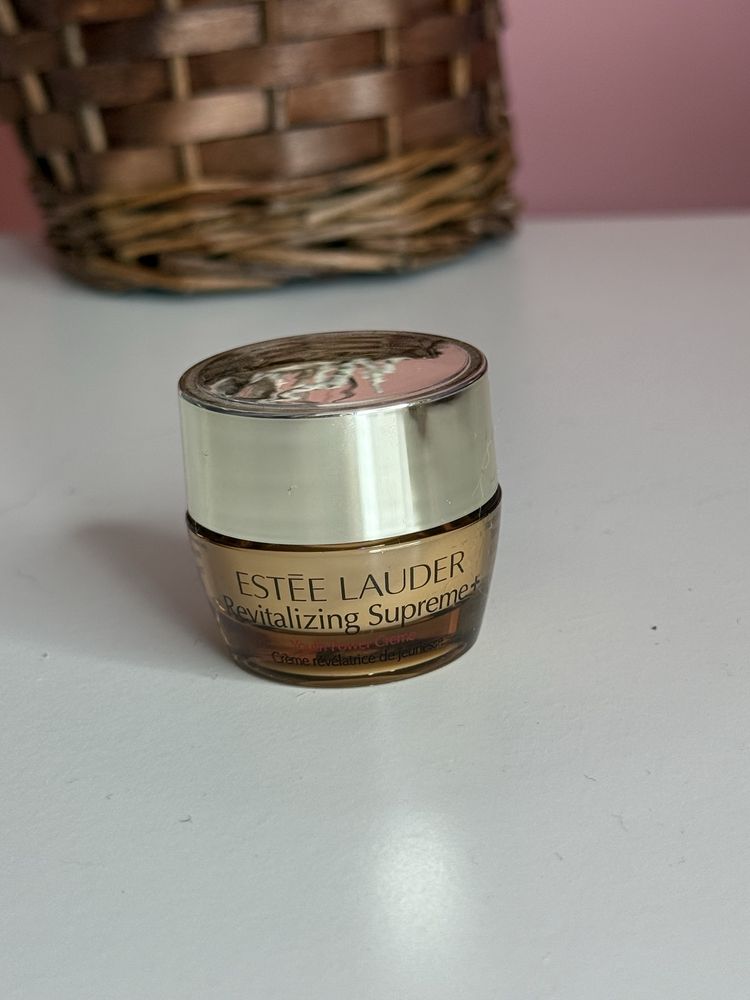 ESTĒE LAUDER
Revitalizing Supreme+
Youth Power Creme
Crème révélatrice de jeunesse